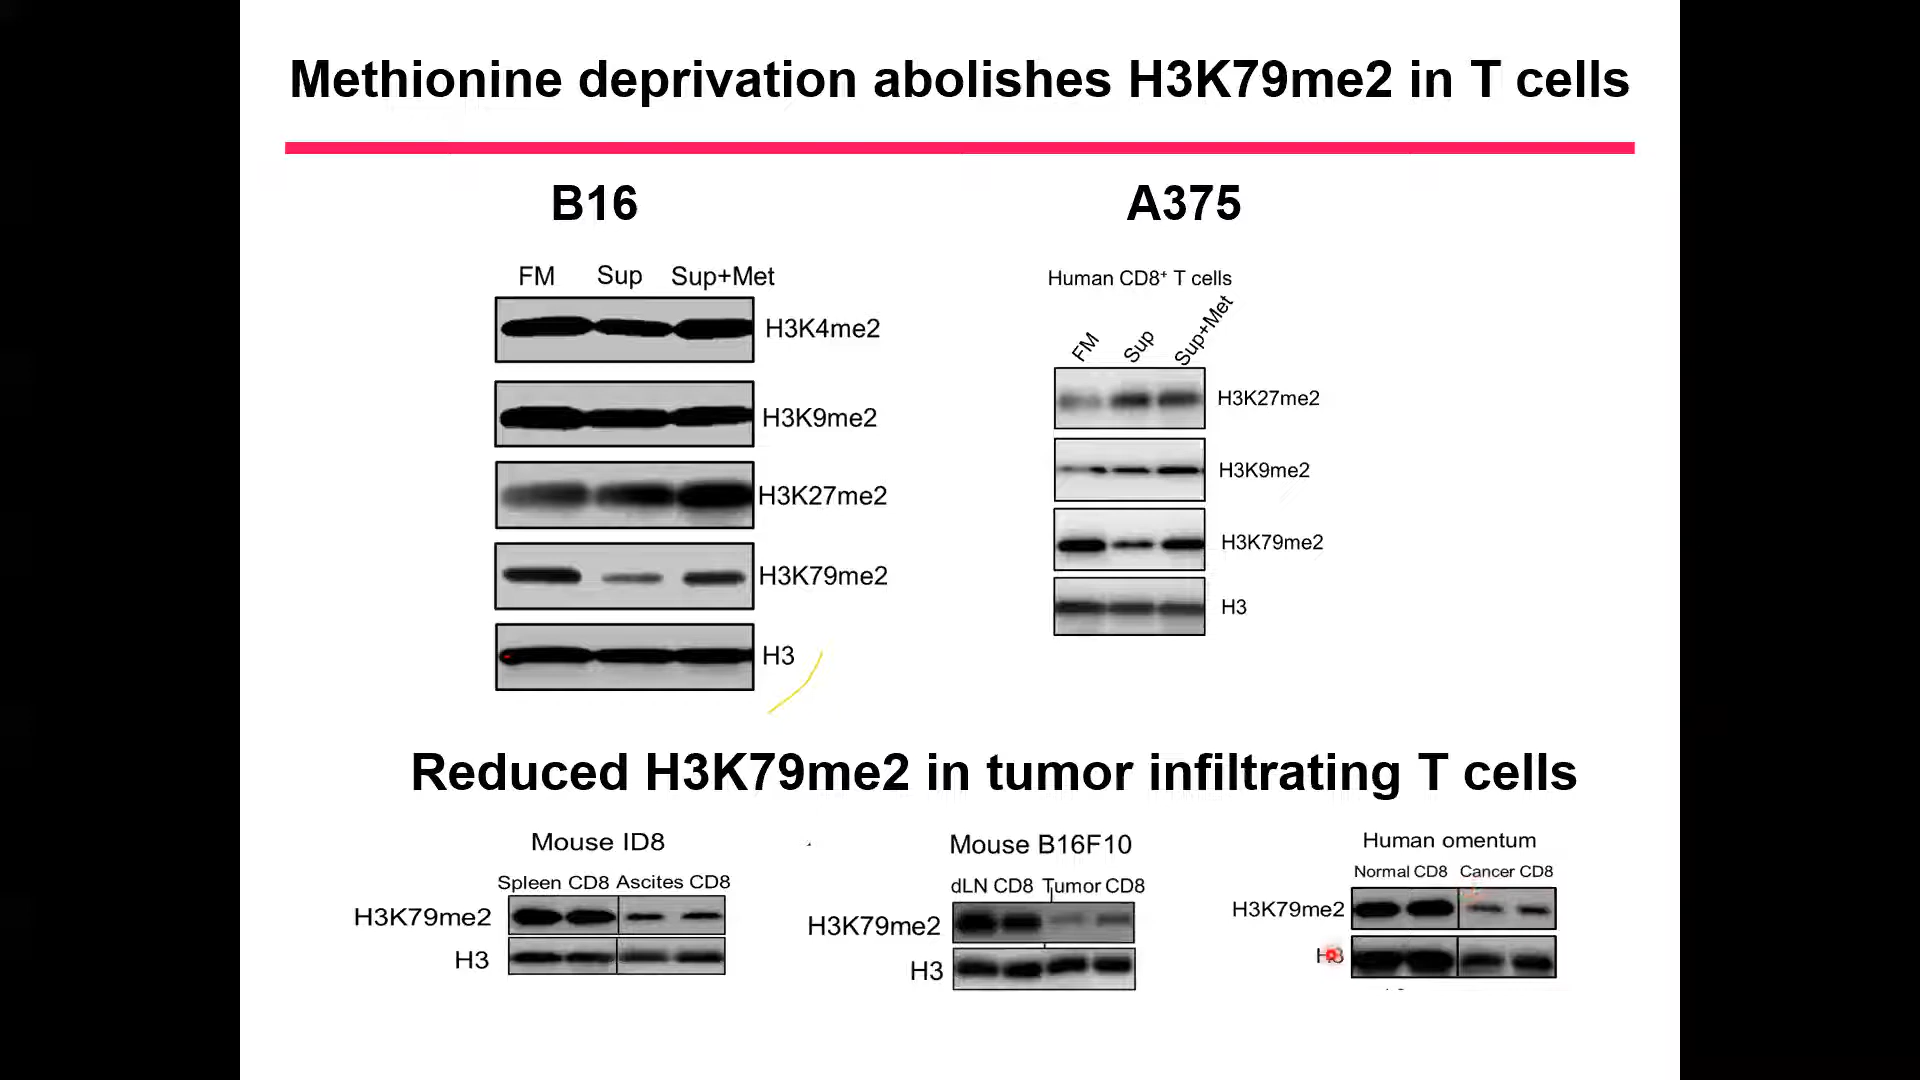 Methionine deprivation abolishes H3K79me2 in T cells
B16
FM Sup Sup+Met
H3K4me2
H3K9me2
H3K27me2
H3K79me2
H3
A375
Human CD8⁺ T cells
FM Sup Sup+Met
H3K27me2
H3K9me2
H3K79me2
H3
Reduced H3K79me2 in tumor infiltrating T cells
Mouse ID8
Spleen CD8 Ascites CD8
H3K79me2
H3
Mouse B16F10
dLN CD8 Tumor CD8
H3K79me2
H3
Human omentum
Normal CD8 Cancer CD8
H3K79me2
H3